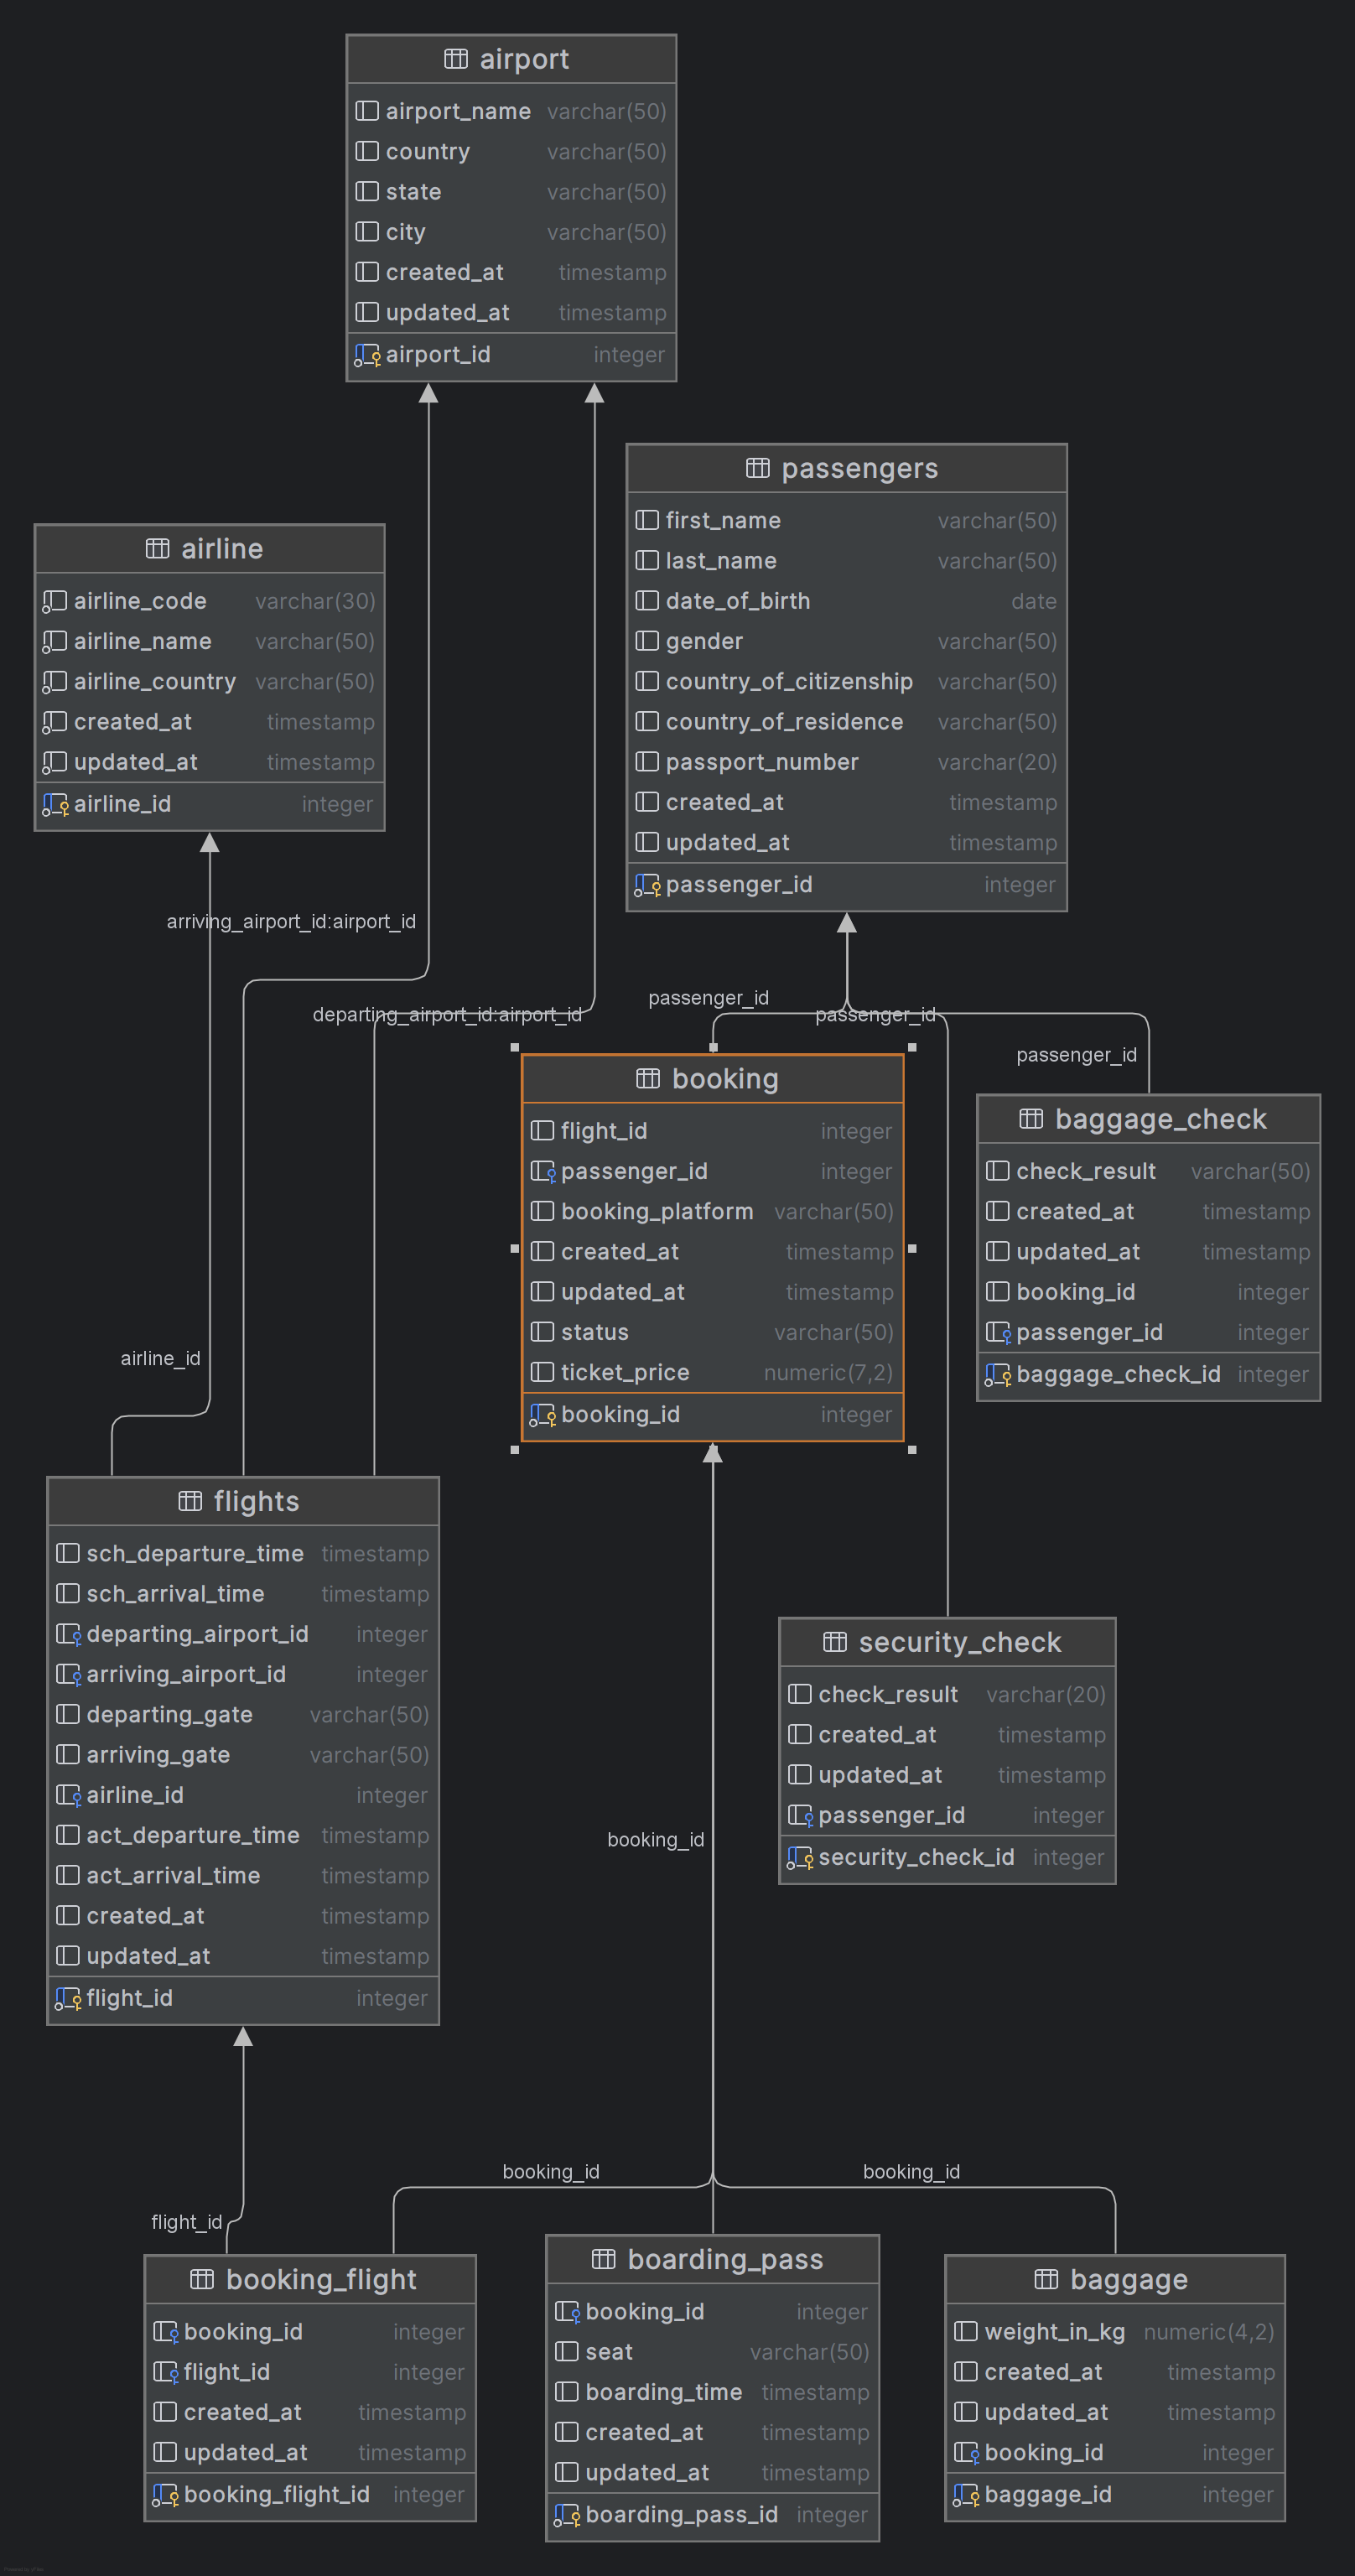 airport
airport_name varchar(50)
country varchar(50)
state varchar(50)
city varchar(50)
created_at timestamp
updated_at timestamp
airport_id integer
passengers
first_name varchar(50)
last_name varchar(50)
date_of_birth date
gender varchar(50)
country_of_citizenship varchar(50)
country_of_residence varchar(50)
passport_number varchar(20)
created_at timestamp
updated_at timestamp
passenger_id integer
airline
airline_code varchar(30)
airline_name varchar(50)
airline_country varchar(50)
created_at timestamp
updated_at timestamp
airline_id integer
arriving_airport_id:airport_id
departing_airport_id:airport_id
passenger_id
passenger_id
passenger_id
booking
flight_id integer
passenger_id integer
booking_platform varchar(50)
created_at timestamp
updated_at timestamp
status varchar(50)
ticket_price numeric(7,2)
booking_id integer
baggage_check
check_result varchar(50)
created_at timestamp
updated_at timestamp
booking_id integer
passenger_id integer
baggage_check_id integer
airline_id
flights
sch_departure_time timestamp
sch_arrival_time timestamp
departing_airport_id integer
arriving_airport_id integer
departing_gate varchar(50)
arriving_gate varchar(50)
airline_id integer
act_departure_time timestamp
act_arrival_time timestamp
created_at timestamp
updated_at timestamp
flight_id integer
security_check
check_result varchar(20)
created_at timestamp
updated_at timestamp
passenger_id integer
security_check_id integer
booking_id
booking_id
booking_id
flight_id
booking_flight
booking_id integer
flight_id integer
created_at timestamp
updated_at timestamp
booking_flight_id integer
boarding_pass
booking_id integer
seat varchar(50)
boarding_time timestamp
created_at timestamp
updated_at timestamp
boarding_pass_id integer
baggage
weight_in_kg numeric(4,2)
created_at timestamp
updated_at timestamp
booking_id integer
baggage_id integer